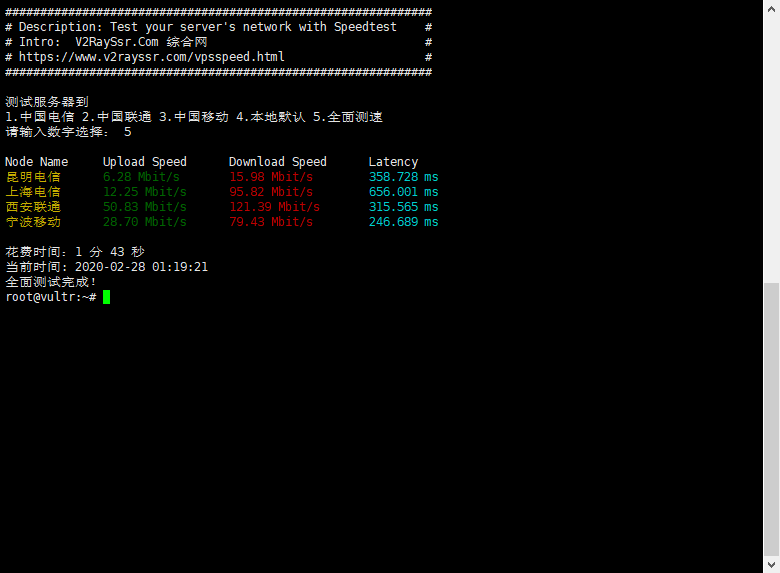 #############################################################
# Description: Test your server's network with Speedtest    #
# Intro:  V2RaySsr.Com 综合网                               #
# https://www.v2rayssr.com/vpsspeed.html                    #
#############################################################
测试服务器到
1.中国电信 2.中国联通 3.中国移动 4.本地默认 5.全面测速
请输入数字选择： 5
Node Name     Upload Speed      Download Speed      Latency
昆明电信      6.28 Mbit/s       15.98 Mbit/s        358.728 ms
上海电信      12.25 Mbit/s      95.82 Mbit/s        656.001 ms
西安联通      50.83 Mbit/s      121.39 Mbit/s       315.565 ms
宁波移动      28.70 Mbit/s      79.43 Mbit/s        246.689 ms
花费时间：1 分 43 秒
当前时间: 2020-02-28 01:19:21
全面测试完成！
root@vultr:~#